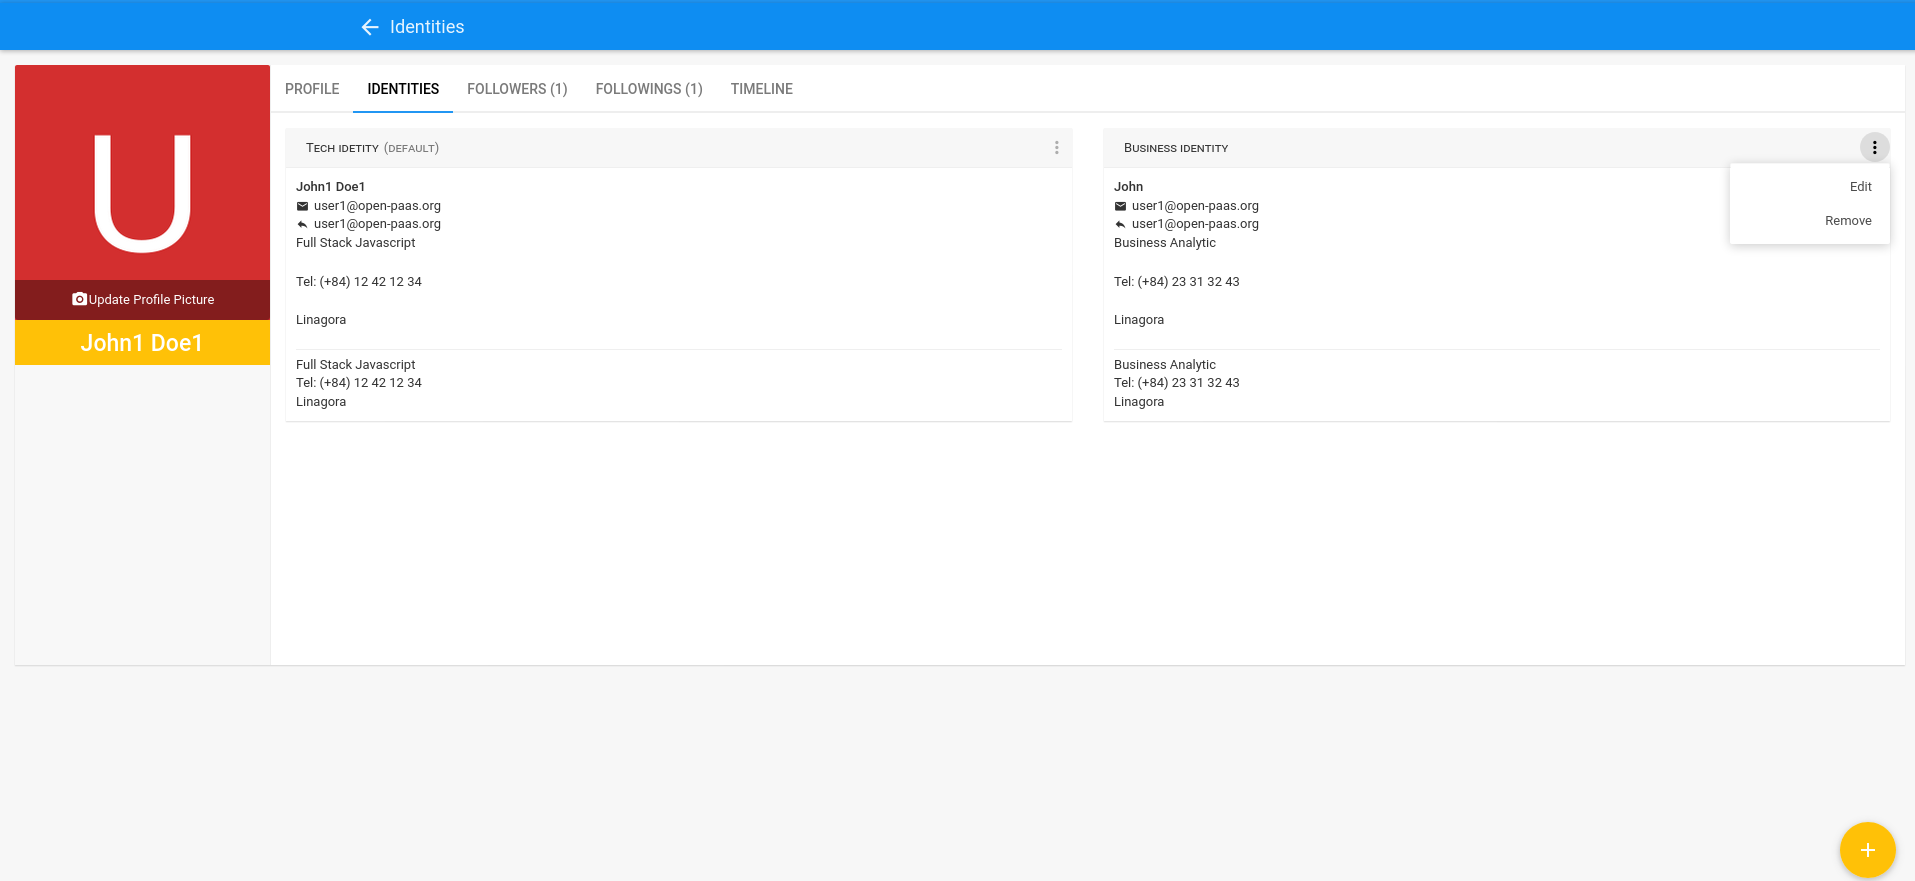 Identities
U
Update Profile Picture
John1 Doe1
PROFILE IDENTITIES FOLLOWERS (1) FOLLOWINGS (1) TIMELINE
Tech idetity (default)
John1 Doe1
user1@open-paas.org
user1@open-paas.org
Full Stack Javascript
Tel: (+84) 12 42 12 34
Linagora
Full Stack Javascript
Tel: (+84) 12 42 12 34
Linagora
Business identity
Edit
Remove
John
user1@open-paas.org
user1@open-paas.org
Business Analytic
Tel: (+84) 23 31 32 43
Linagora
Business Analytic
Tel: (+84) 23 31 32 43
Linagora